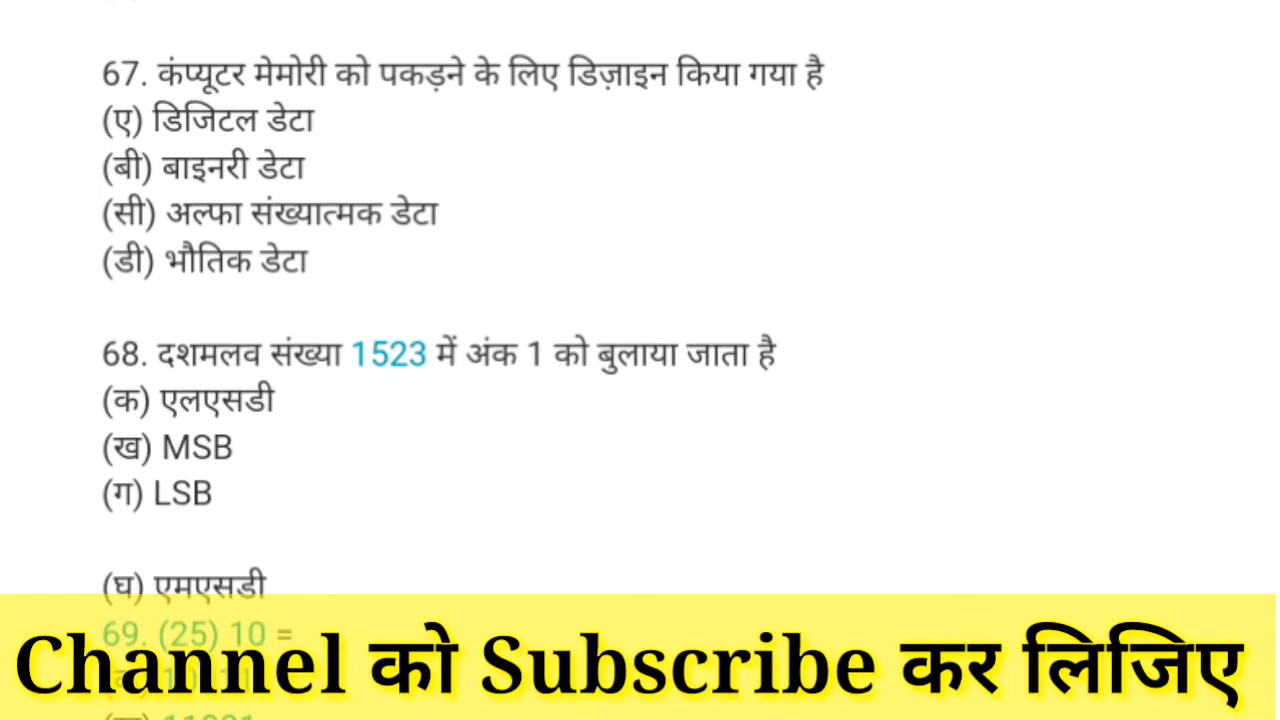 67. कंप्यूटर मेमोरी को पकड़ने के लिए डिज़ाइन किया गया है
(ए) डिजिटल डेटा
(बी) बाइनरी डेटा
(सी) अल्फा संख्यात्मक डेटा
(डी) भौतिक डेटा
68. दशमलव संख्या 1523 में अंक 1 को बुलाया जाता है
(क) एलएसडी
(ख) MSB
(ग) LSB
(घ) एमएसडी
69. (25) 10 =
Channel को Subscribe कर लिजिए